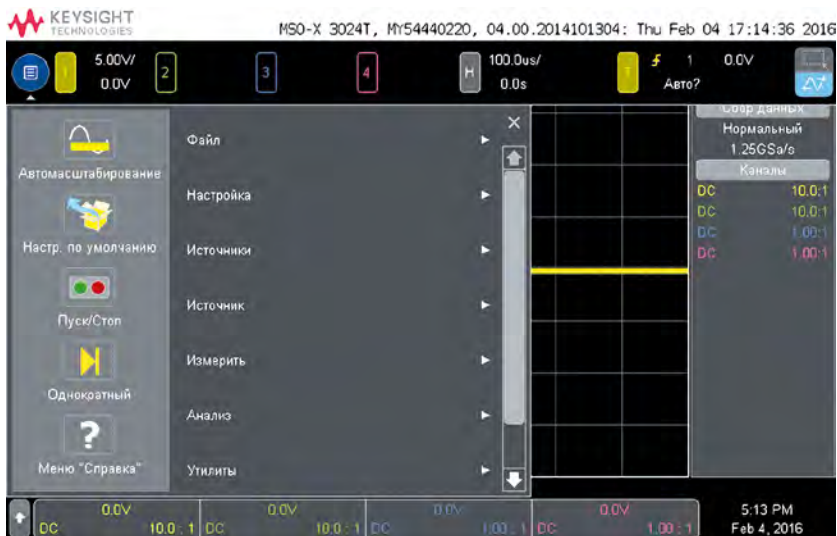 KEYSIGHT
TECHNOLOGIES
MSO-X 3024T, MY54440220, 04.00.2014101304: Thu Feb 04 17:14:36 2016
1 5.00V/ 2 3 4 H 100.0us/ T 1 0.0V
0.0V 0.0s Авто?
Сбор данных
Нормальный
1.25GSa/s
Каналы
DC 10.0:1
DC 10.0:1
DC 1.00:1
DC 1.00:1
Автомасштабирование
Настр. по умолчанию
Пуск/Стоп
Однократный
Меню "Справка"
Файл
Настройка
Источники
Источник
Измерить
Анализ
Утилиты
0.0V 0.0V 0.0V 0.0V 5:13 PM
DC 10.0 : 1 DC 10.0 : 1 DC 1.00 : 1 DC 1.00 : 1 Feb 4, 2016